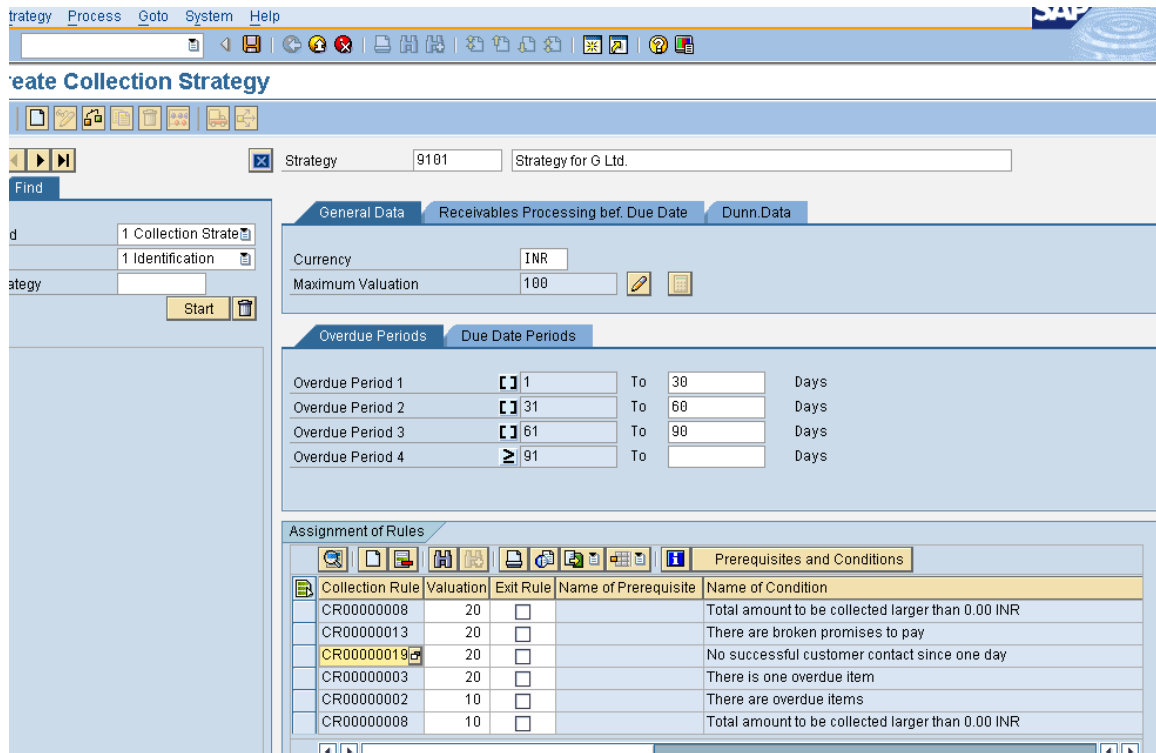 trategy Process Goto System Help
SAP
reate Collection Strategy
Strategy 9101 Strategy for G Ltd.
Find
General Data Receivables Processing bef. Due Date Dunn.Data
d 1 Collection Strate
1 Identification
ategy
Start
Currency INR
Maximum Valuation 100
Overdue Periods Due Date Periods
Overdue Period 1 1 To 30 Days
Overdue Period 2 31 To 60 Days
Overdue Period 3 61 To 90 Days
Overdue Period 4 ≥ 91 To Days
Assignment of Rules
Prerequisites and Conditions
Collection Rule Valuation Exit Rule Name of Prerequisite Name of Condition
CR00000008 20 Total amount to be collected larger than 0.00 INR
CR00000013 20 There are broken promises to pay
CR00000019 20 No successful customer contact since one day
CR00000003 20 There is one overdue item
CR00000002 10 There are overdue items
CR00000008 10 Total amount to be collected larger than 0.00 INR